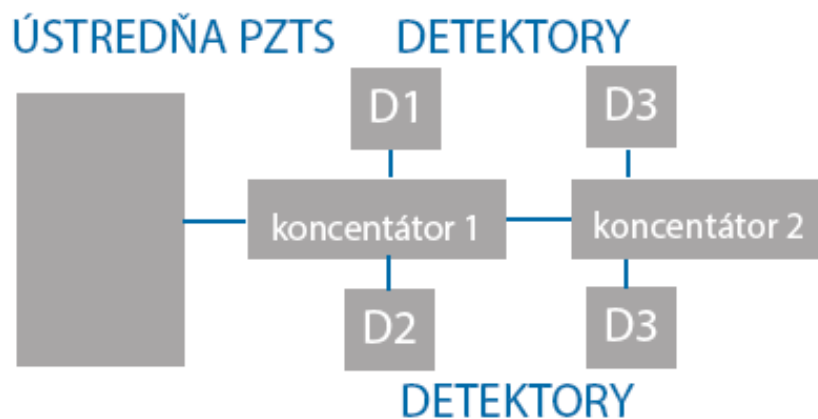 ÚSTREDŇA PZTS DETEKTORY
D1 D3
koncentátor 1 koncentátor 2
D2 D3
DETEKTORY